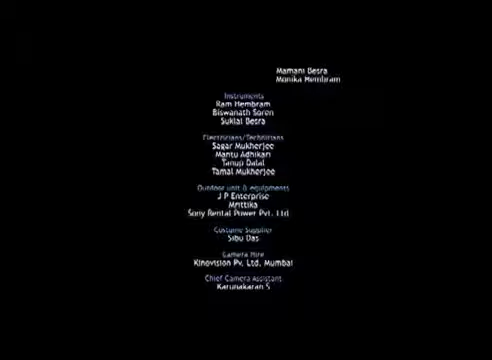 Mamani Besra
Monika Hembram
Instruments
Ram Hembram
Biswanath Soren
Suklal Besra
Electricians/Technicians
Sagar Mukherjee
Mantu Adhikari
Tanup Dalal
Tamal Mukherjee
Outdoor unit & equipments
J P Enterprise
Mrittika
Sony Rental Power Pvt. Ltd
Costume Supplier
Sibu Das
Camera Hire
Kinovision Pv. Ltd. Mumbai
Chief Camera Assistant
Karunakaran S